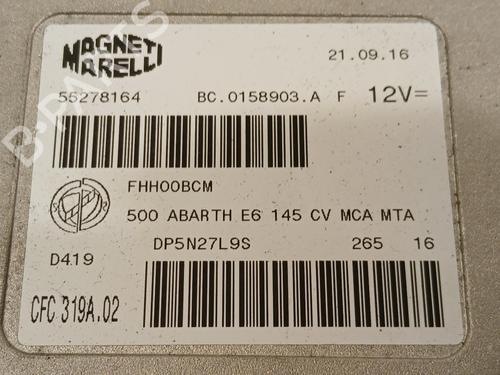 MAGNETI MARELLI
21.09.16
55278164 BC.0158903.A F 12V=
FHH00BCM
500 ABARTH E6 145 CV MCA MTA
DP5N27L9S 265 16
D419
CFC 319A.02
B-PARTS